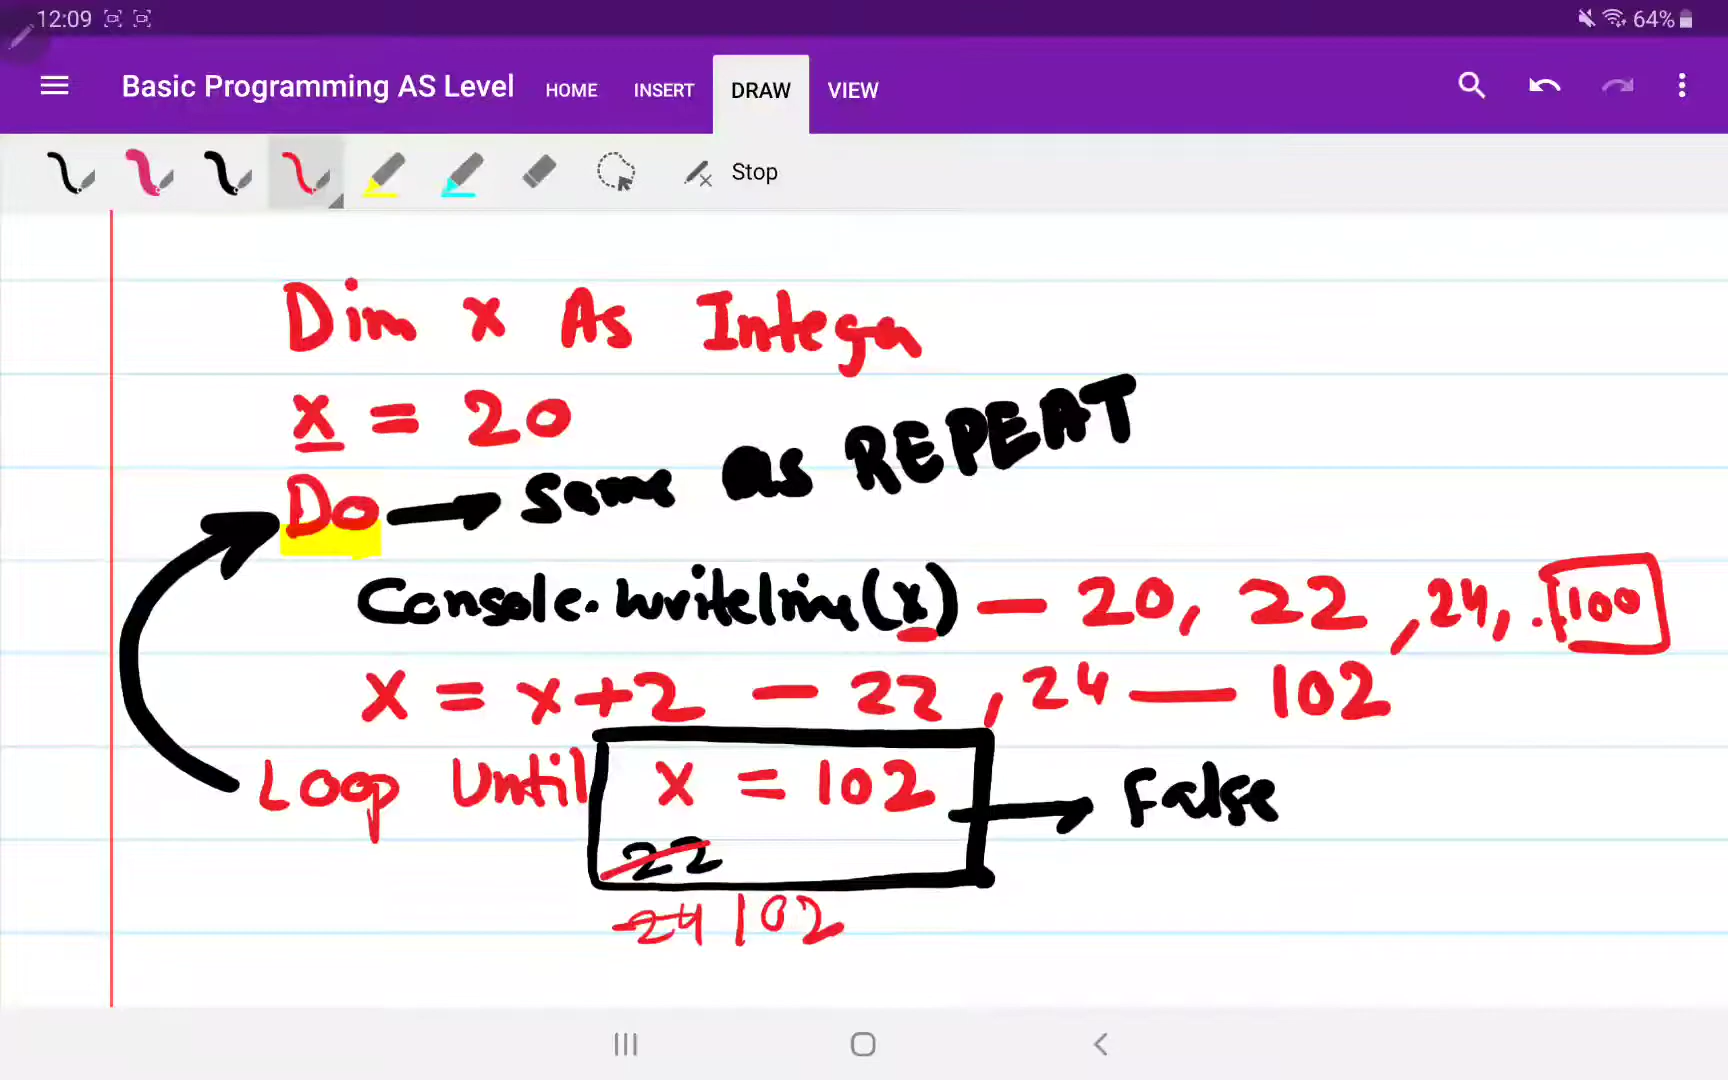 12:09 64%
Basic Programming AS Level HOME INSERT DRAW VIEW
Stop
Dim x As Integer
x = 20
Do → Same as REPEAT
Console.writeline(x) — 20, 22, 24, . 100
x = x+2 — 22, 24 — 102
Loop Until x = 102 → False
22
24 102